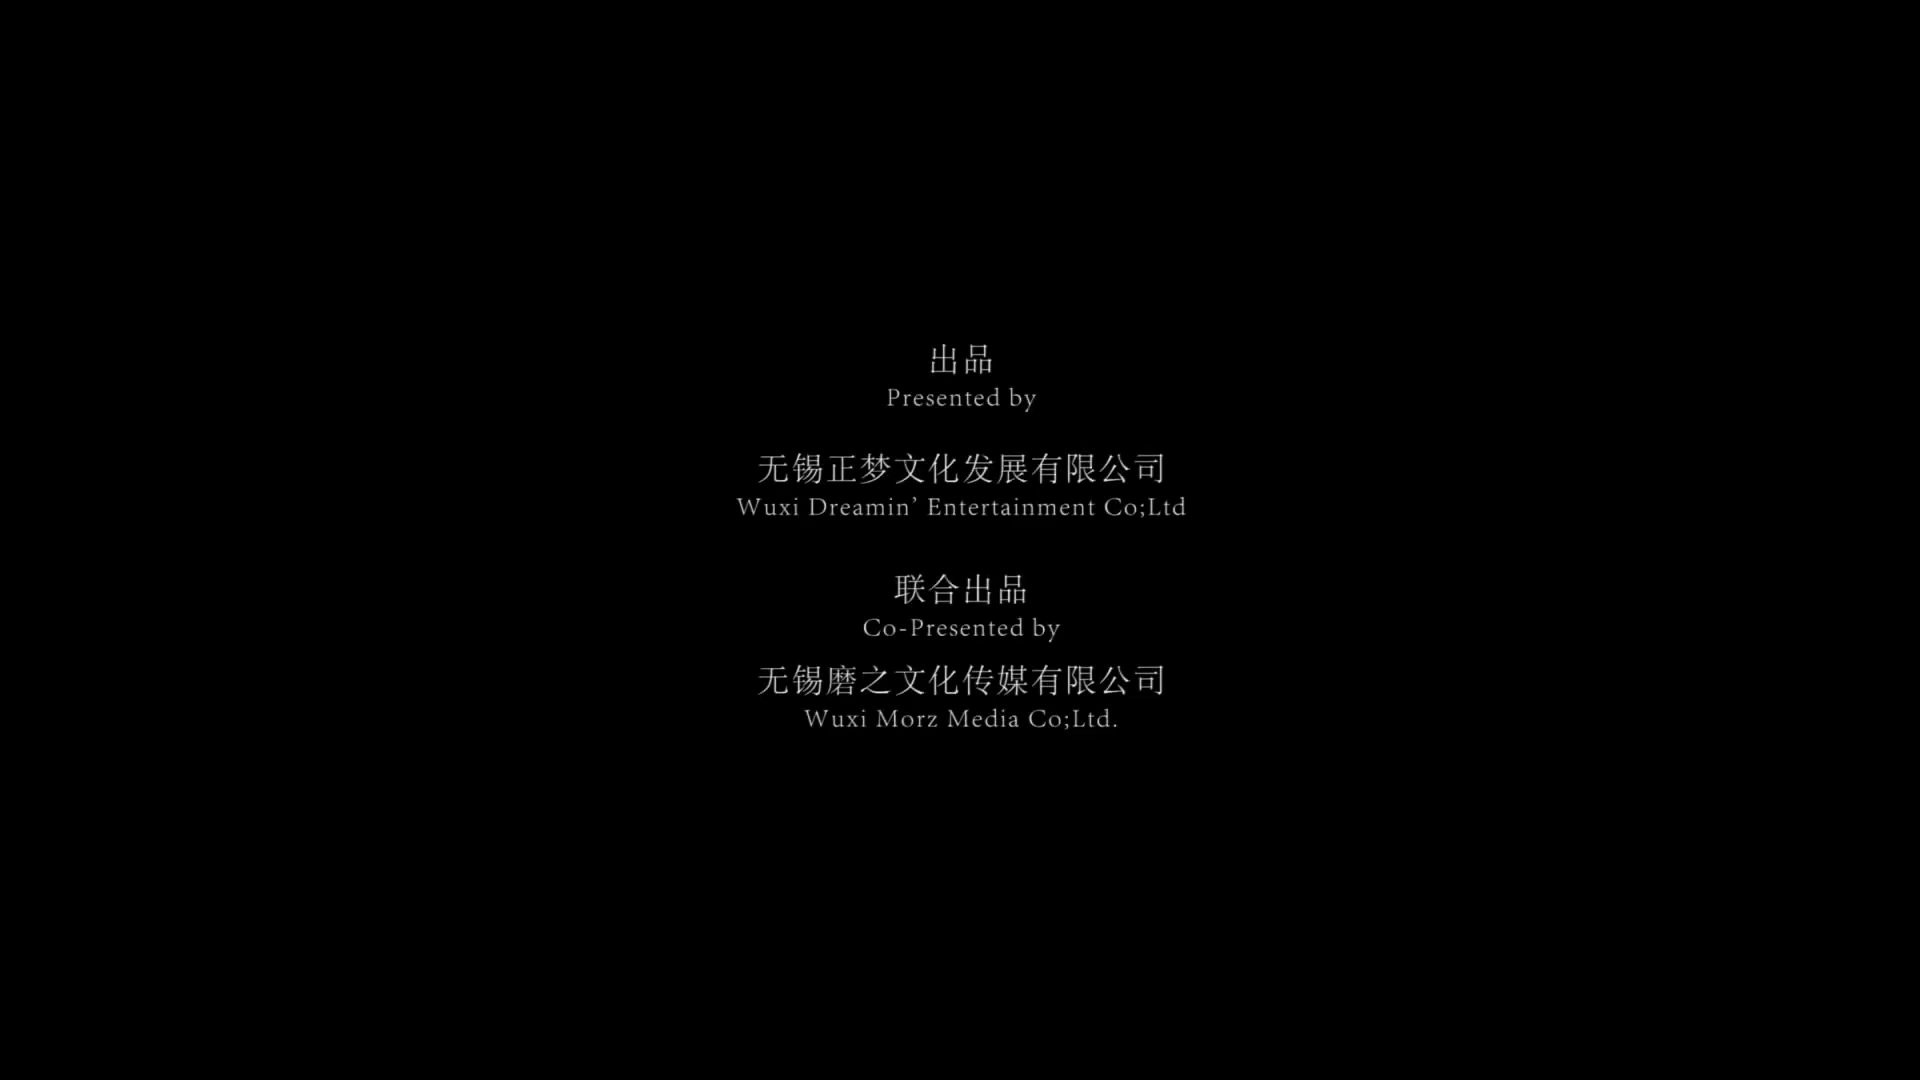 出品
Presented by
无锡正梦文化发展有限公司
Wuxi Dreamin’ Entertainment Co;Ltd
联合出品
Co-Presented by
无锡磨之文化传媒有限公司
Wuxi Morz Media Co;Ltd.